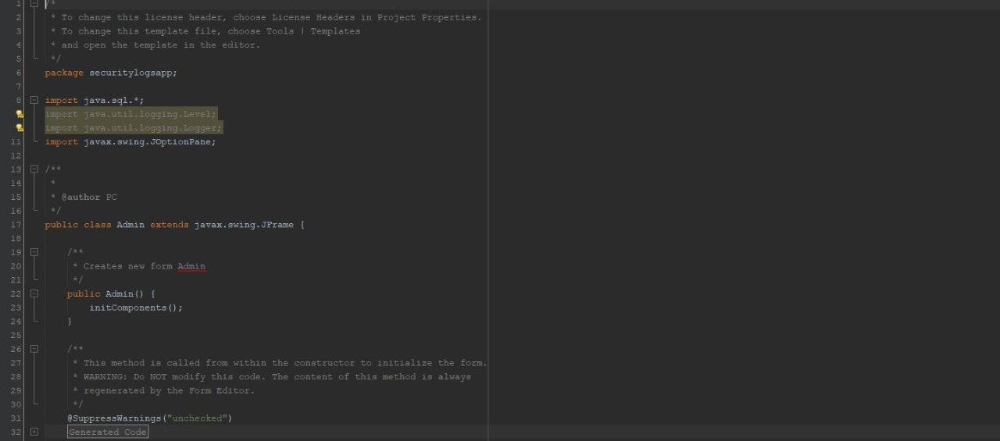 1 /*
2 * To change this license header, choose License Headers in Project Properties.
3 * To change this template file, choose Tools | Templates
4 * and open the template in the editor.
5 */
6 package securitylogsapp;
7
8 import java.sql.*;
import java.util.logging.Level;
import java.util.logging.Logger;
11 import javax.swing.JOptionPane;
12
13 /**
14 *
15 * @author PC
16 */
17 public class Admin extends javax.swing.JFrame {
18
19 /**
20 * Creates new form Admin
21 */
22 public Admin() {
23 initComponents();
24 }
25
26 /**
27 * This method is called from within the constructor to initialize the form.
28 * WARNING: Do NOT modify this code. The content of this method is always
29 * regenerated by the Form Editor.
30 */
31 @SuppressWarnings("unchecked")
32 Generated Code